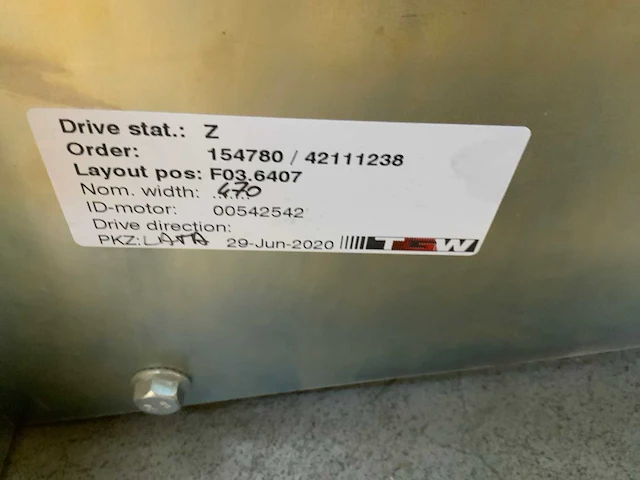 Drive stat.: Z
Order: 154780 / 42111238
Layout pos: F03.6407
Nom. width: 470
ID-motor: 00542542
Drive direction:
PKZ: 29-Jun-2020 TGW